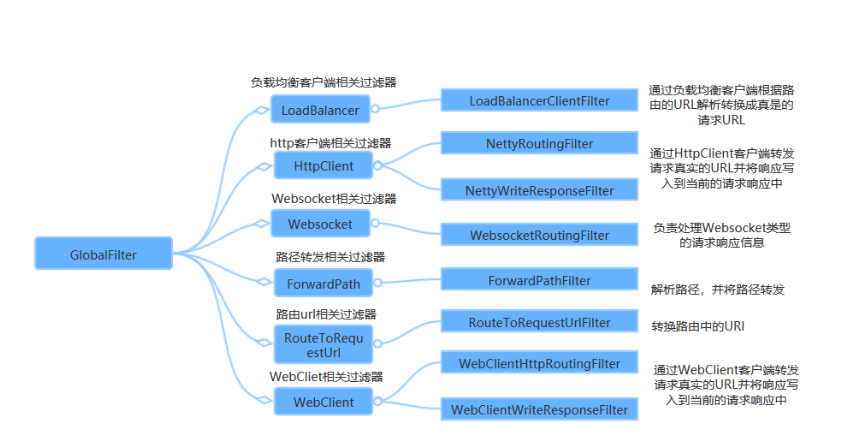 负载均衡客户端相关过滤器
LoadBalancer
LoadBalancerClientFilter
通过负载均衡客户端根据路
由的URL解析转换成真是的
请求URL
http客户端相关过滤器
HttpClient
NettyRoutingFilter
NettyWriteResponseFilter
通过HttpClient客户端转发
请求真实的URL并将响应写
入到当前的请求响应中
Websocket相关过滤器
Websocket
WebsocketRoutingFilter
负责处理Websocket类型
的请求响应信息
GlobalFilter
路径转发相关过滤器
ForwardPath
ForwardPathFilter
解析路径，并将路径转发
路由url相关过滤器
RouteToRequ
estUrl
RouteToRequestUrlFilter
转换路由中的URI
WebCliet相关过滤器
WebClient
WebClientHttpRoutingFilter
WebClientWriteResponseFilter
通过WebClient客户端转发
请求真实的URL并将响应写
入到当前的请求响应中